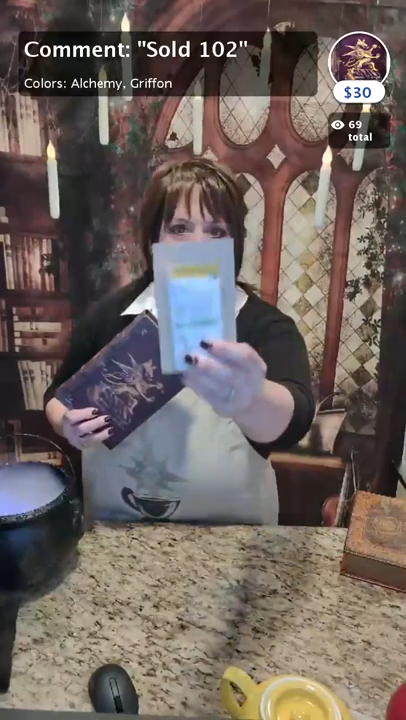 Comment: "Sold 102"
Colors: Alchemy, Griffon
$30
69
total